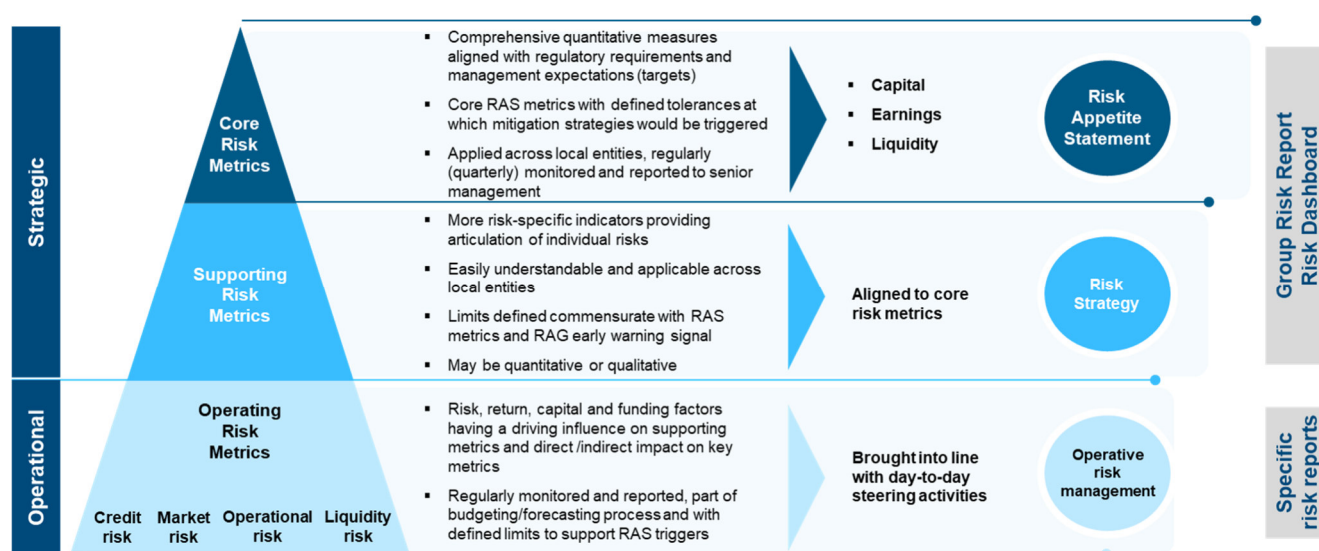 Strategic
Core
Risk
Metrics
▪ Comprehensive quantitative measures
aligned with regulatory requirements and
management expectations (targets)
▪ Core RAS metrics with defined tolerances at
which mitigation strategies would be triggered
▪ Applied across local entities, regularly
(quarterly) monitored and reported to senior
management
▪ Capital
▪ Earnings
▪ Liquidity
Risk
Appetite
Statement
Group Risk Report
Risk Dashboard
Supporting
Risk
Metrics
▪ More risk-specific indicators providing
articulation of individual risks
▪ Easily understandable and applicable across
local entities
▪ Limits defined commensurate with RAS
metrics and RAG early warning signal
▪ May be quantitative or qualitative
Aligned to core
risk metrics
Risk
Strategy
Operational
Operating
Risk
Metrics
Credit
risk
Market
risk
Operational
risk
Liquidity
risk
▪ Risk, return, capital and funding factors
having a driving influence on supporting
metrics and direct /indirect impact on key
metrics
▪ Regularly monitored and reported, part of
budgeting/forecasting process and with
defined limits to support RAS triggers
Brought into line
with day-to-day
steering activities
Operative
risk
management
Specific
risk reports